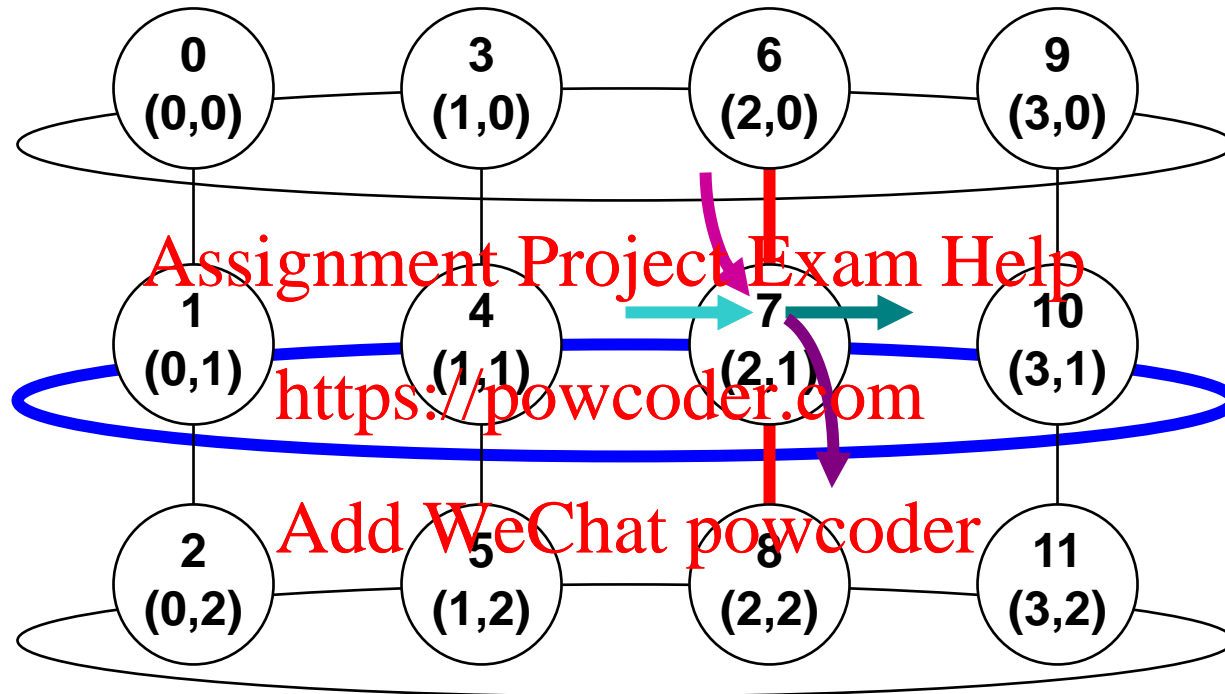 0 3 6 9
(0,0) (1,0) (2,0) (3,0)
Assignment Project Exam Help
1 4 7 10
(0,1) (1,1) (2,1) (3,1)
https://powcoder.com
Add WeChat powcoder
2 5 8 11
(0,2) (1,2) (2,2) (3,2)